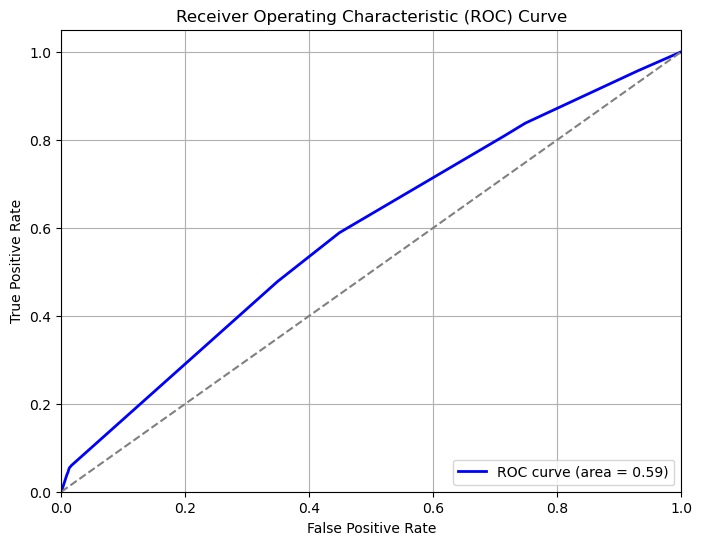 Receiver Operating Characteristic (ROC) Curve
True Positive Rate
1.0
0.8
0.6
0.4
0.2
0.0
0.0 0.2 0.4 0.6 0.8 1.0
False Positive Rate
ROC curve (area = 0.59)